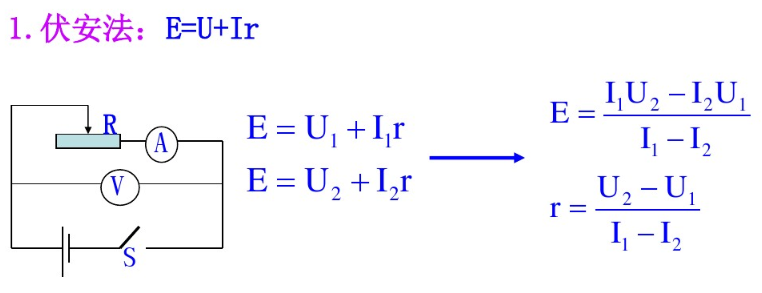 1. 伏安法：E=U+Ir
R
A
V
S
E = U₁ + I₁r
E = U₂ + I₂r
E = (I₁U₂ − I₂U₁) / (I₁ − I₂)
r = (U₂ − U₁) / (I₁ − I₂)